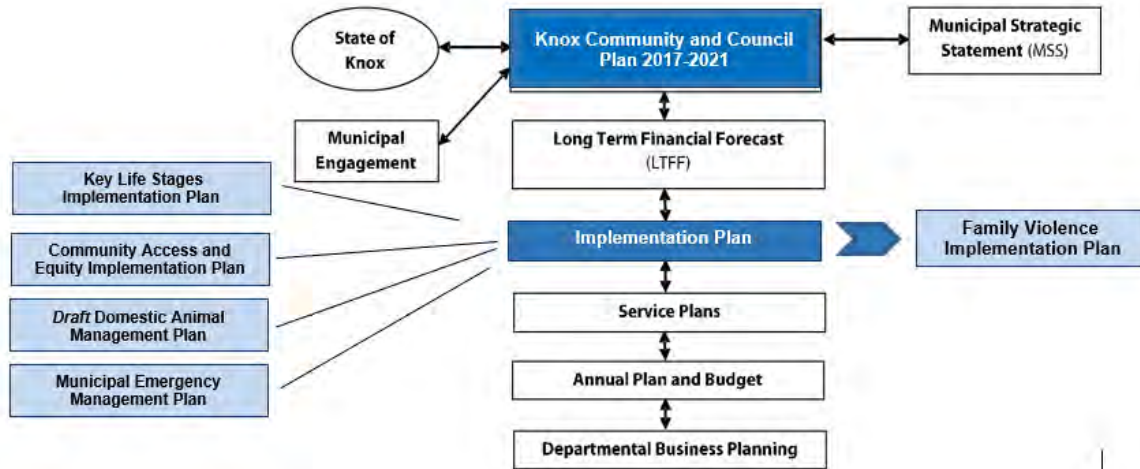 State of
Knox
Knox Community and Council
Plan 2017-2021
Municipal Strategic
Statement (MSS)
Municipal
Engagement
Long Term Financial Forecast
(LTFF)
Key Life Stages
Implementation Plan
Community Access and
Equity Implementation Plan
Draft Domestic Animal
Management Plan
Municipal Emergency
Management Plan
Implementation Plan
Family Violence
Implementation Plan
Service Plans
Annual Plan and Budget
Departmental Business Planning